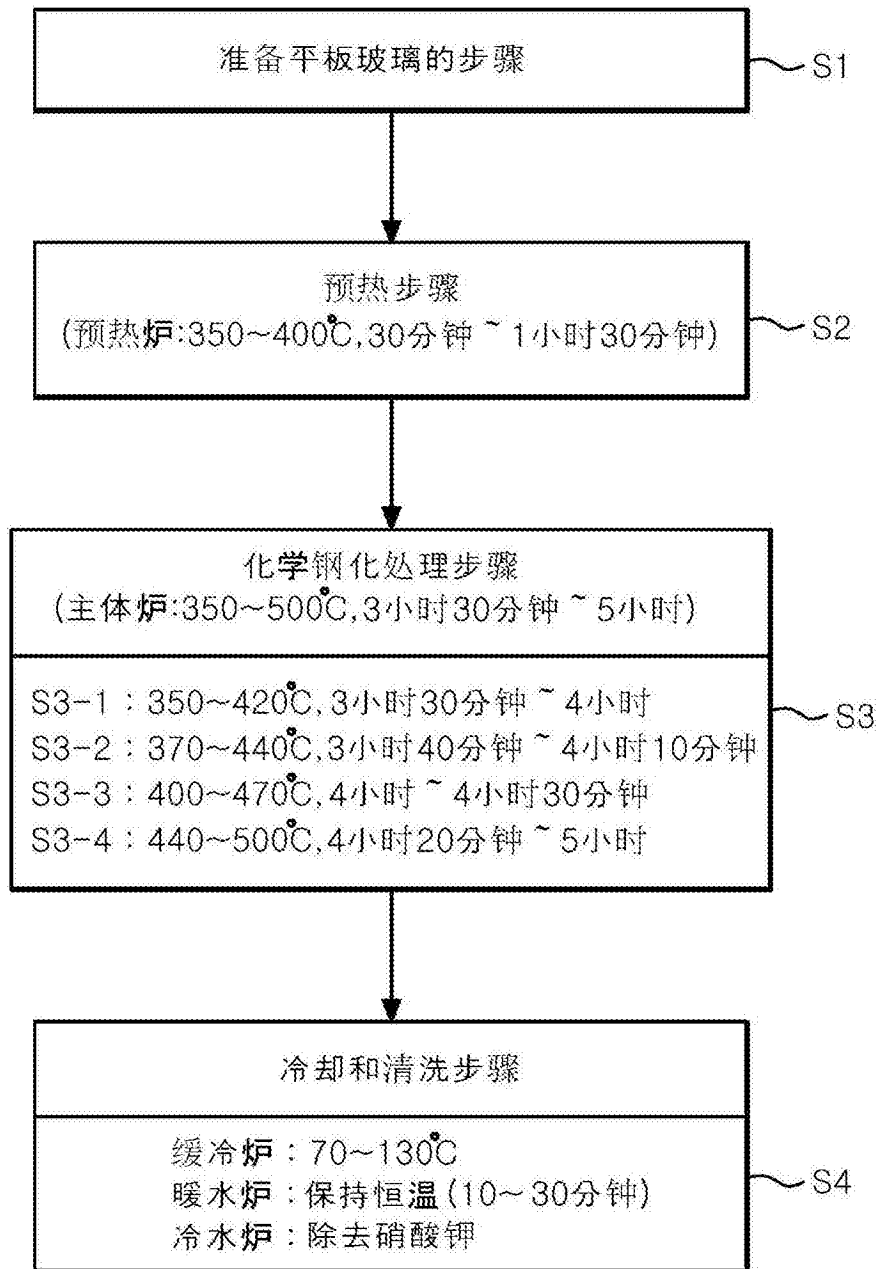 准备平板玻璃的步骤
S1
预热步骤
(预热炉:350~400℃,30分钟 ~ 1小时30分钟)
S2
化学钢化处理步骤
(主体炉:350~500℃,3小时30分钟 ~ 5小时)
S3-1 : 350~420℃,3小时30分钟 ~ 4小时
S3-2 : 370~440℃,3小时40分钟 ~ 4小时10分钟
S3-3 : 400~470℃,4小时 ~ 4小时30分钟
S3-4 : 440~500℃,4小时20分钟 ~ 5小时
S3
冷却和清洗步骤
缓冷炉 : 70~130℃
暖水炉 : 保持恒温(10~30分钟)
冷水炉 : 除去硝酸钾
S4